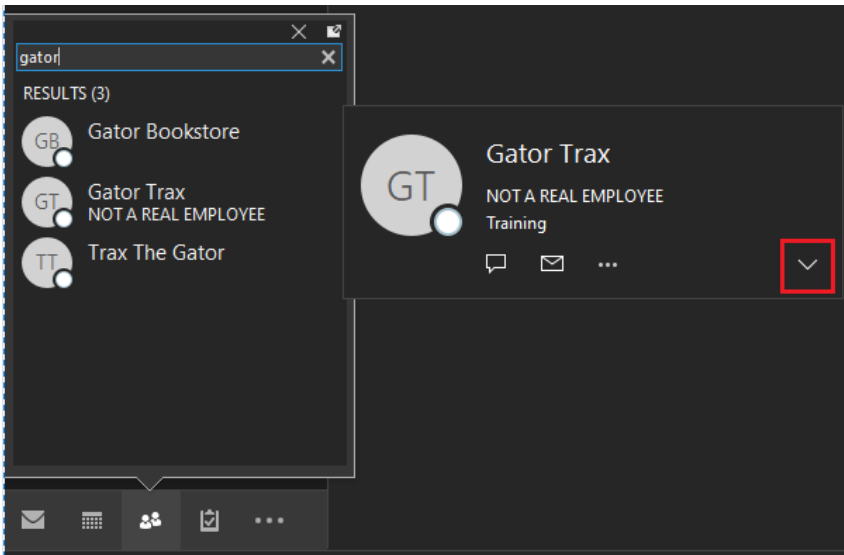 gator
RESULTS (3)
GB
Gator Bookstore
GT
Gator Trax
NOT A REAL EMPLOYEE
TT
Trax The Gator
GT
Gator Trax
NOT A REAL EMPLOYEE
Training